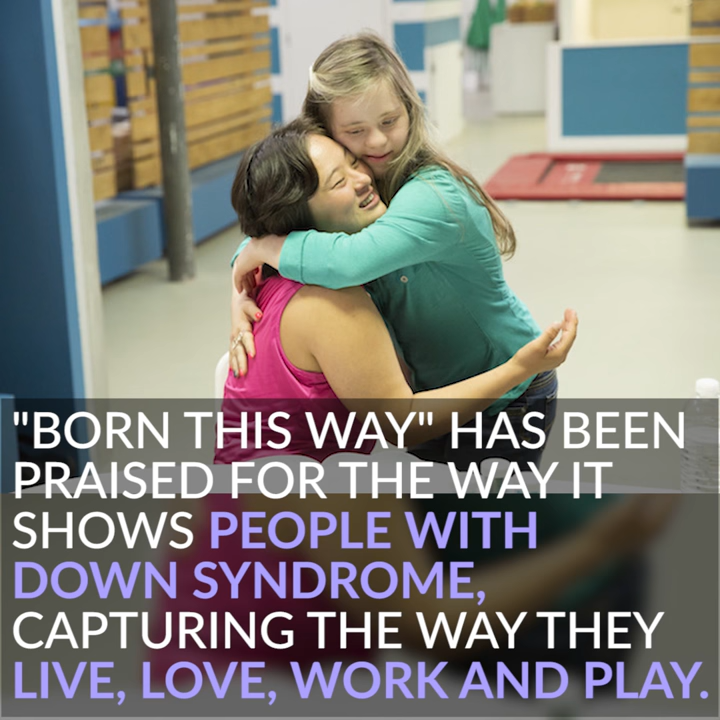 "BORN THIS WAY" HAS BEEN
PRAISED FOR THE WAY IT
SHOWS PEOPLE WITH
DOWN SYNDROME,
CAPTURING THE WAY THEY
LIVE, LOVE, WORK AND PLAY.